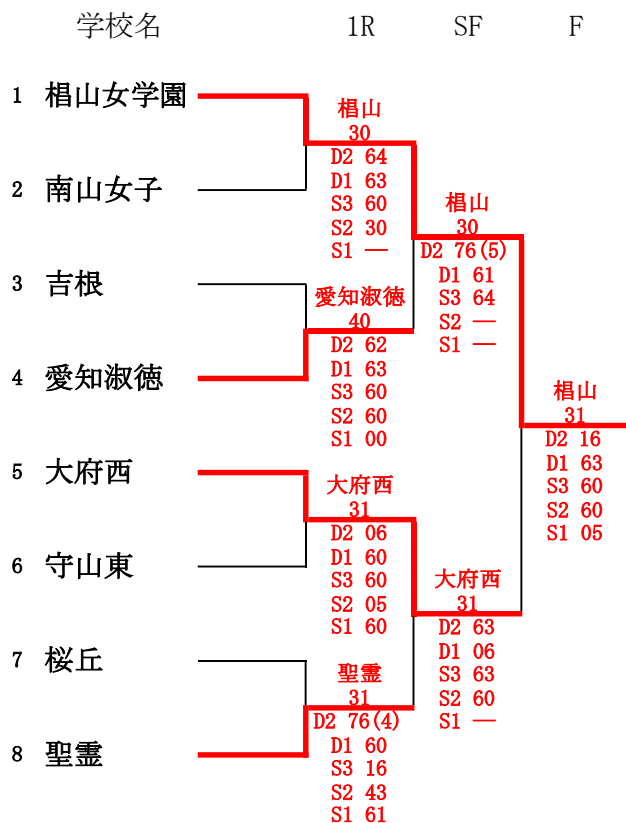 学校名 1R SF F
1 椙山女学園
2 南山女子
3 吉根
4 愛知淑徳
5 大府西
6 守山東
7 桜丘
8 聖霊
椙山
30
D2 64
D1 63
S3 60
S2 30
S1 ―
愛知淑徳
40
D2 62
D1 63
S3 60
S2 60
S1 00
大府西
31
D2 06
D1 60
S3 60
S2 05
S1 60
聖霊
31
D2 76(4)
D1 60
S3 16
S2 43
S1 61
椙山
30
D2 76(5)
D1 61
S3 64
S2 ―
S1 ―
大府西
31
D2 63
D1 06
S3 63
S2 60
S1 ―
椙山
31
D2 16
D1 63
S3 60
S2 60
S1 05